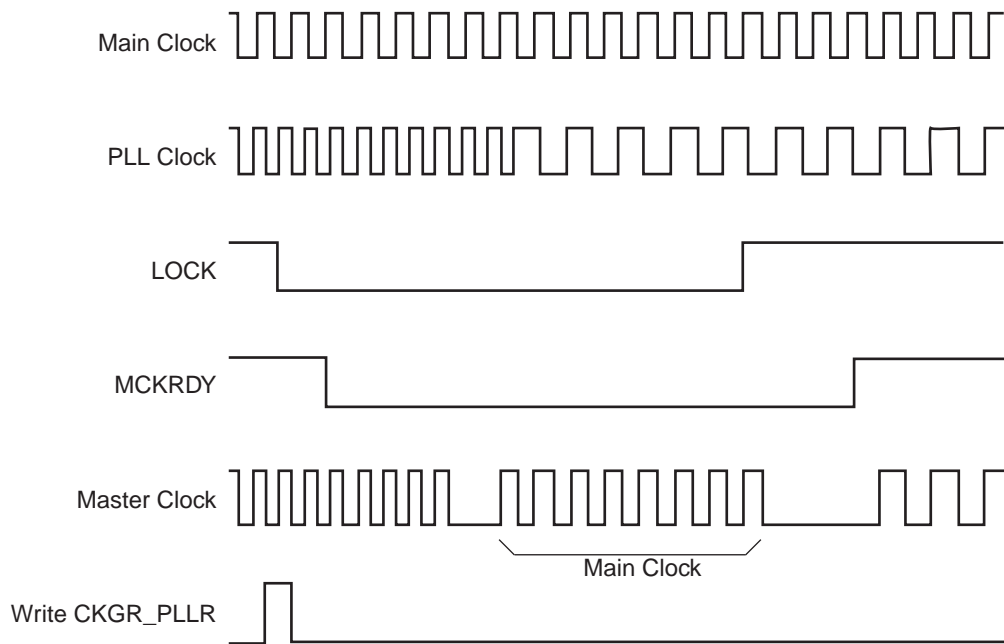 Main Clock
PLL Clock
LOCK
MCKRDY
Master Clock
Main Clock
Write CKGR_PLLR